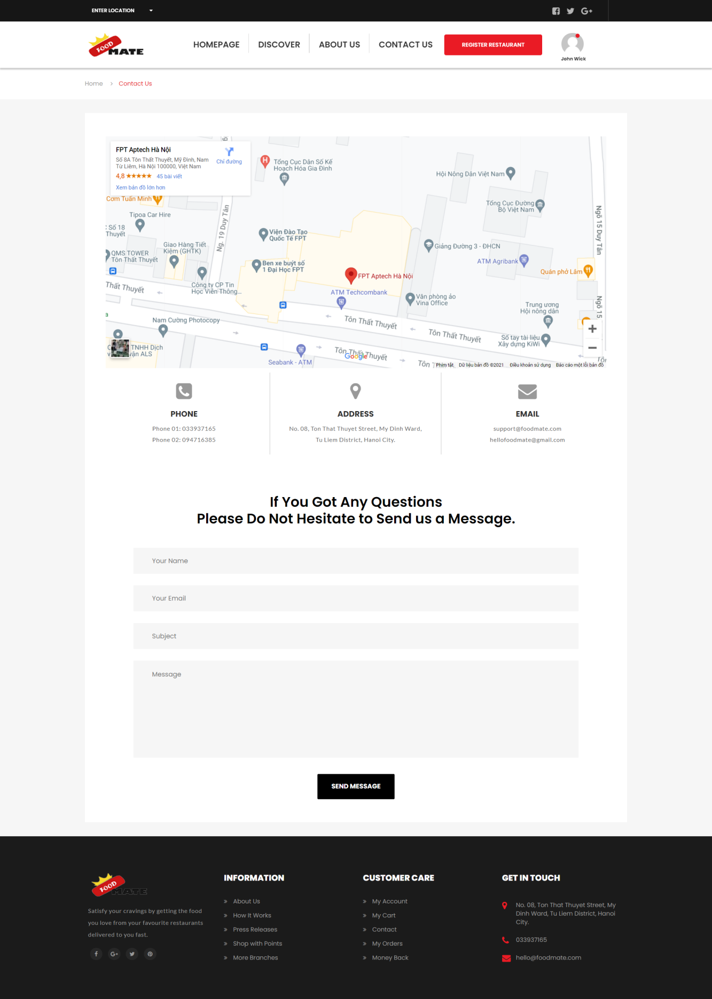 ENTER LOCATION
FOOD
MATE
HOMEPAGE
DISCOVER
ABOUT US
CONTACT US
REGISTER RESTAURANT
John Wick
Home
Contact Us
FPT Aptech Hà Nội
Số 8A Tôn Thất Thuyết, Mỹ Đình, Nam
Từ Liêm, Hà Nội 100000, Việt Nam
Chỉ đường
4,8 ★★★★★ 45 bài viết
Xem bản đồ lớn hơn
Tổng Cục Dân Số Kế
Hoạch Hóa Gia Đình
Hội Nông Dân Việt Nam
Cơm Tuấn Minh
Tổng Cục Đường
Bộ Việt Nam
Tipoa Car Hire
Số 18
Thuyết
Ng. 19 Duy Tân
Ngõ 15 Duy Tân
Viện Đào Tạo
Quốc Tế FPT
Giao Hàng Tiết
Kiệm (GHTK)
Giảng Đường 3 - ĐHCN
QMS TOWER
Tôn Thất Thuyết
ATM Agribank
Ben xe buýt số
1 Đại Học FPT
Quán phở Lâm
FPT Aptech Hà Nội
Thất Thuyết
Công ty CP Tin
Học Viễn Thông...
ATM Techcombank
Văn phòng ảo
Vina Office
Ngõ 15
Trung ương
Hội nông dân
Nam Cường Photocopy
Tôn Thất Thuyết
Tôn Thất Thuyết
Sổ tay tài liệu
Xây dựng KiWi
TNHH Dịch
vận ALS
Tôn Thất Thuyết
Google
Seabank - ATM
Tôn
Phím tắt
Dữ liệu bản đồ ©2021
Điều khoản sử dụng
Báo cáo một lỗi bản đồ
PHONE
Phone 01: 033937165
Phone 02: 094716385
ADDRESS
No. 08, Ton That Thuyet Street, My Dinh Ward,
Tu Liem District, Hanoi City.
EMAIL
support@foodmate.com
hellofoodmate@gmail.com
If You Got Any Questions
Please Do Not Hesitate to Send us a Message.
Your Name
Your Email
Subject
Message
SEND MESSAGE
FOOD
MATE
Satisfy your cravings by getting the food
you love from your favourite restaurants
delivered to you fast.
INFORMATION
» About Us
» How It Works
» Press Releases
» Shop with Points
» More Branches
CUSTOMER CARE
» My Account
» My Cart
» Contact
» My Orders
» Money Back
GET IN TOUCH
No. 08, Ton That Thuyet Street, My
Dinh Ward, Tu Liem District, Hanoi
City.
033937165
hello@foodmate.com